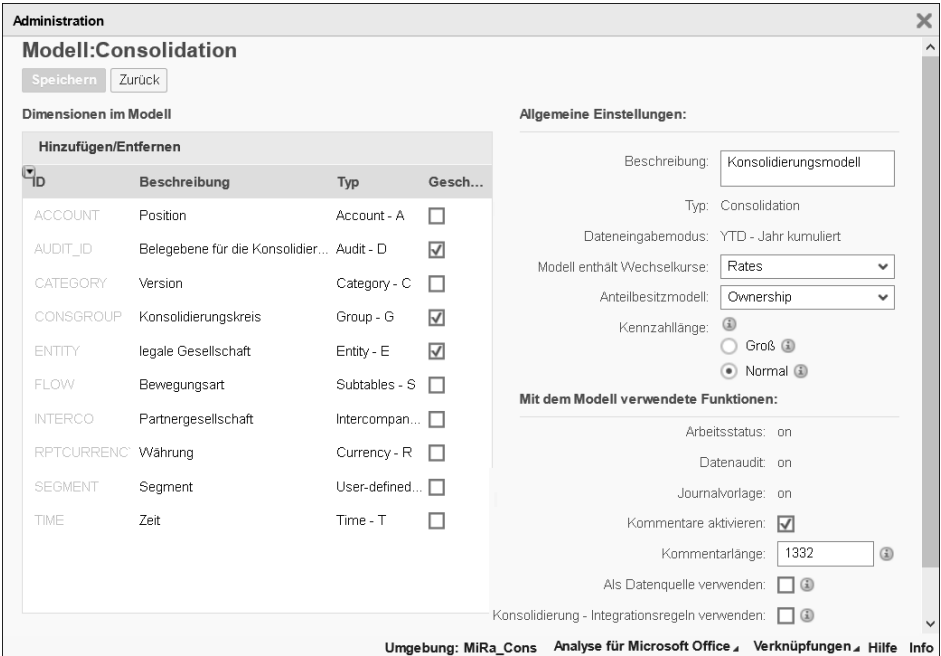 Administration
Modell:Consolidation
Speichern Zurück
Dimensionen im Modell
Hinzufügen/Entfernen
ID Beschreibung Typ Gesch...
ACCOUNT Position Account - A
AUDIT_ID Belegebene für die Konsolidier... Audit - D
CATEGORY Version Category - C
CONSGROUP Konsolidierungskreis Group - G
ENTITY legale Gesellschaft Entity - E
FLOW Bewegungsart Subtables - S
INTERCO Partnergesellschaft Intercompan...
RPTCURRENC Währung Currency - R
SEGMENT Segment User-defined...
TIME Zeit Time - T
Allgemeine Einstellungen:
Beschreibung: Konsolidierungsmodell
Typ: Consolidation
Dateneingabemodus: YTD - Jahr kumuliert
Modell enthält Wechselkurse: Rates
Anteilbesitzmodell: Ownership
Kennzahllänge:
Groß
Normal
Mit dem Modell verwendete Funktionen:
Arbeitsstatus: on
Datenaudit: on
Journalvorlage: on
Kommentare aktivieren:
Kommentarlänge: 1332
Als Datenquelle verwenden:
Konsolidierung - Integrationsregeln verwenden:
Umgebung: MiRa_Cons Analyse für Microsoft Office Verknüpfungen Hilfe Info